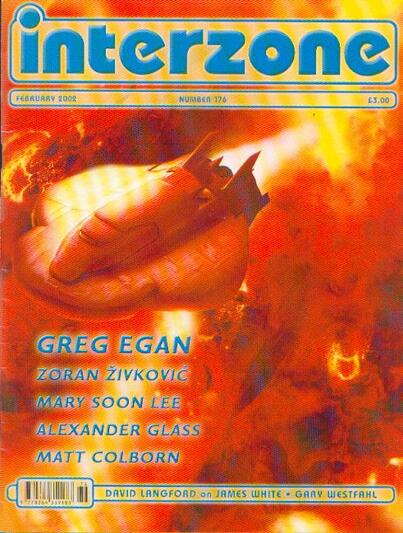 interzone
FEBRUARY 2002 NUMBER 176 £3.00
GREG EGAN
ZORAN ŽIVKOVIĆ
MARY SOON LEE
ALEXANDER GLASS
MATT COLBORN
DAVID LANGFORD on JAMES WHITE • GARY WESTFAHL